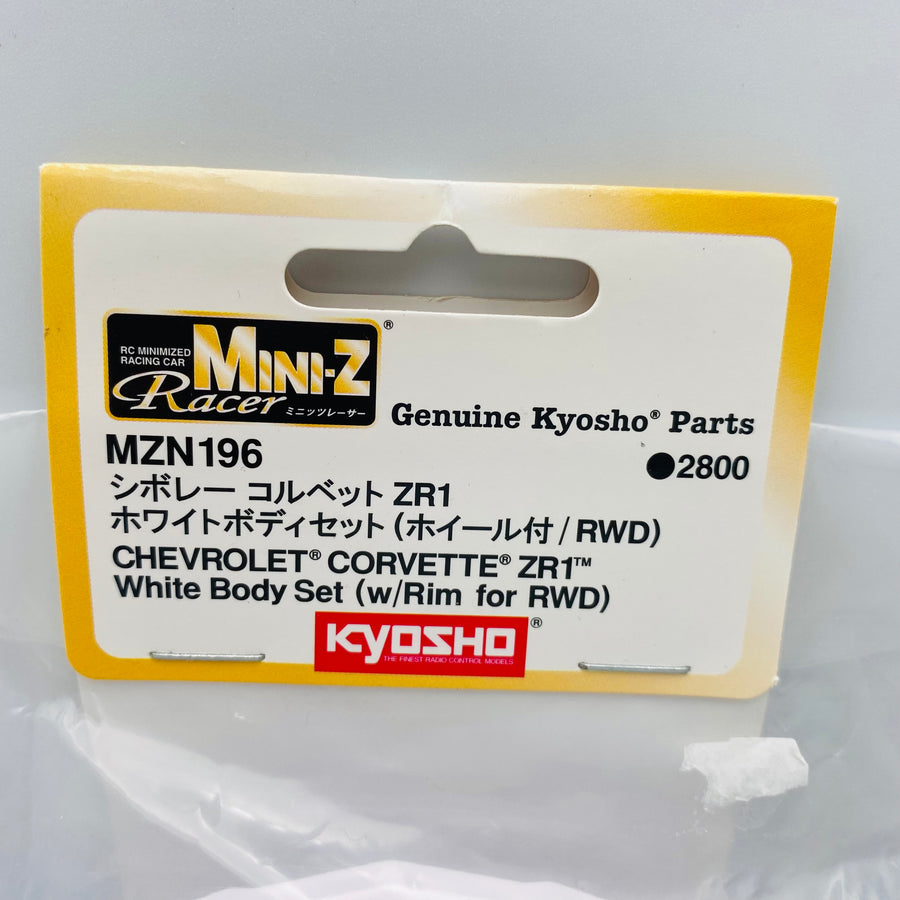 RC MINIMIZED
RACING CAR
MINI-Z®
Racer ミニッツレーサー
Genuine Kyosho® Parts
MZN196
●2800
シボレー コルベット ZR1
ホワイトボディセット (ホイール付 / RWD)
CHEVROLET® CORVETTE® ZR1™
White Body Set (w/Rim for RWD)
KYOSHO®
THE FINEST RADIO CONTROL MODELS